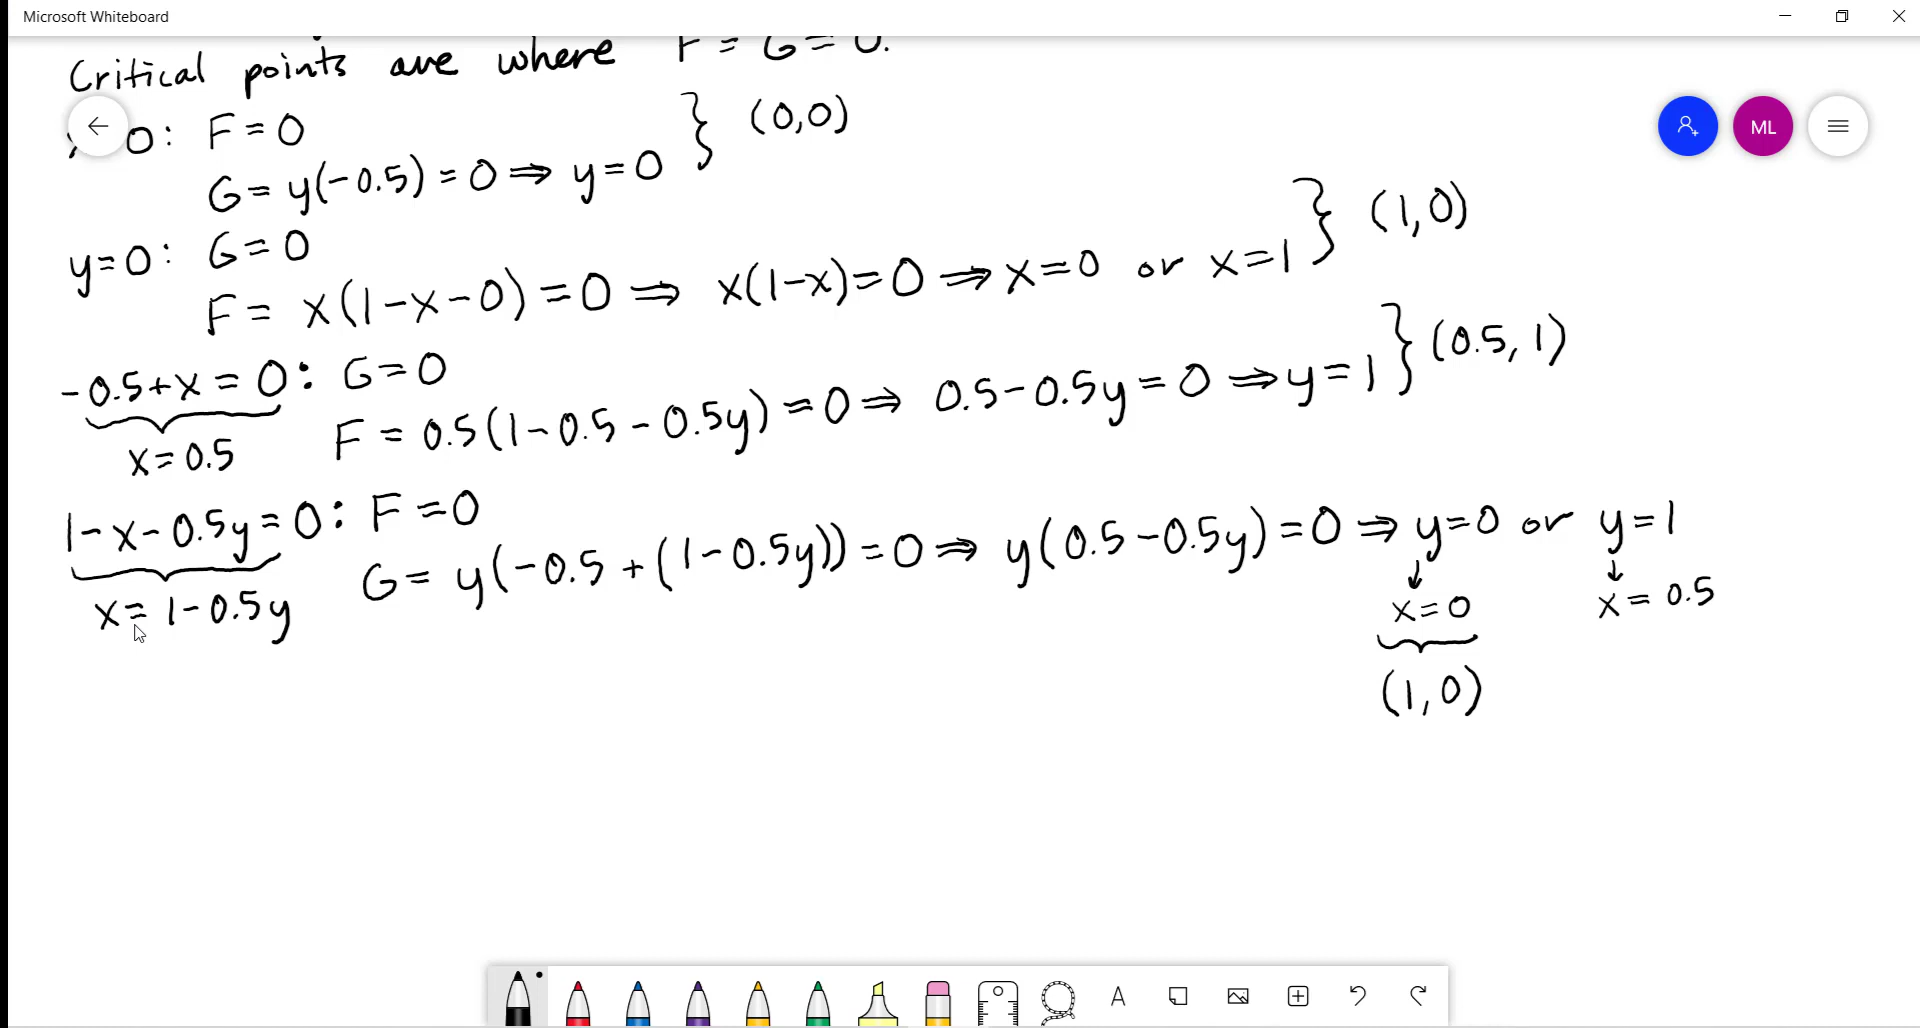 Microsoft Whiteboard
Critical points are where F = G = 0.
0: F = 0
G = y(-0.5) = 0 ⇒ y = 0 } (0,0)
y=0: G = 0
F = x(1-x-0) = 0 ⇒ x(1-x)=0 ⇒ x=0 or x=1 } (1,0)
-0.5+x = 0: G=0
x=0.5
F = 0.5(1-0.5-0.5y) = 0 ⇒ 0.5-0.5y = 0 ⇒ y=1 } (0.5, 1)
1-x-0.5y=0: F=0
x=1-0.5y
G= y(-0.5+(1-0.5y))=0 ⇒ y(0.5-0.5y)=0 ⇒ y=0 or y=1
↓ ↓
x=0 x=0.5
(1,0)
ML
A